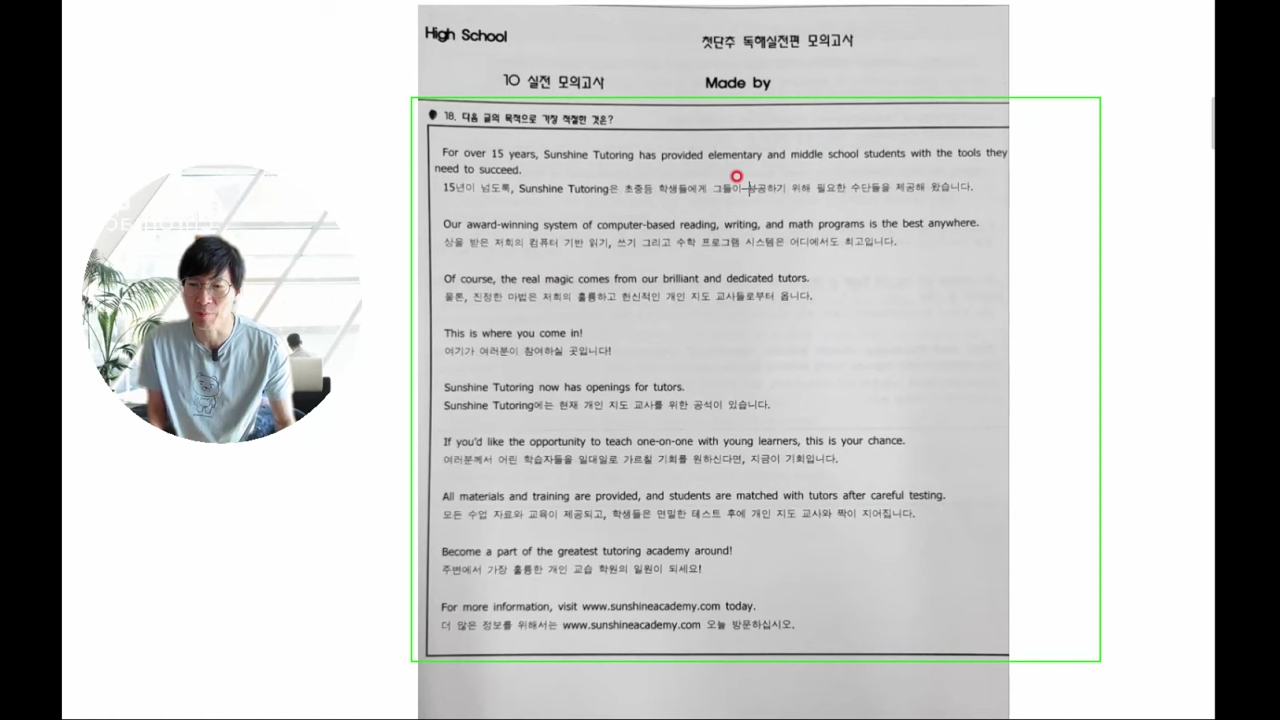 High School
첫단추 독해실전편 모의고사
10 실전 모의고사
Made by
18. 다음 글의 목적으로 가장 적절한 것은?
For over 15 years, Sunshine Tutoring has provided elementary and middle school students with the tools they
need to succeed.
15년이 넘도록, Sunshine Tutoring은 초중등 학생들에게 그들이 성공하기 위해 필요한 수단들을 제공해 왔습니다.
Our award-winning system of computer-based reading, writing, and math programs is the best anywhere.
상을 받은 저희의 컴퓨터 기반 읽기, 쓰기 그리고 수학 프로그램 시스템은 어디에서도 최고입니다.
Of course, the real magic comes from our brilliant and dedicated tutors.
물론, 진정한 마법은 저희의 훌륭하고 헌신적인 개인 지도 교사들로부터 옵니다.
This is where you come in!
여기가 여러분이 참여하실 곳입니다!
Sunshine Tutoring now has openings for tutors.
Sunshine Tutoring에는 현재 개인 지도 교사를 위한 공석이 있습니다.
If you'd like the opportunity to teach one-on-one with young learners, this is your chance.
여러분께서 어린 학습자들을 일대일로 가르칠 기회를 원하신다면, 지금이 기회입니다.
All materials and training are provided, and students are matched with tutors after careful testing.
모든 수업 자료와 교육이 제공되고, 학생들은 면밀한 테스트 후에 개인 지도 교사와 짝이 지어집니다.
Become a part of the greatest tutoring academy around!
주변에서 가장 훌륭한 개인 교습 학원의 일원이 되세요!
For more information, visit www.sunshineacademy.com today.
더 많은 정보를 위해서는 www.sunshineacademy.com 오늘 방문하십시오.